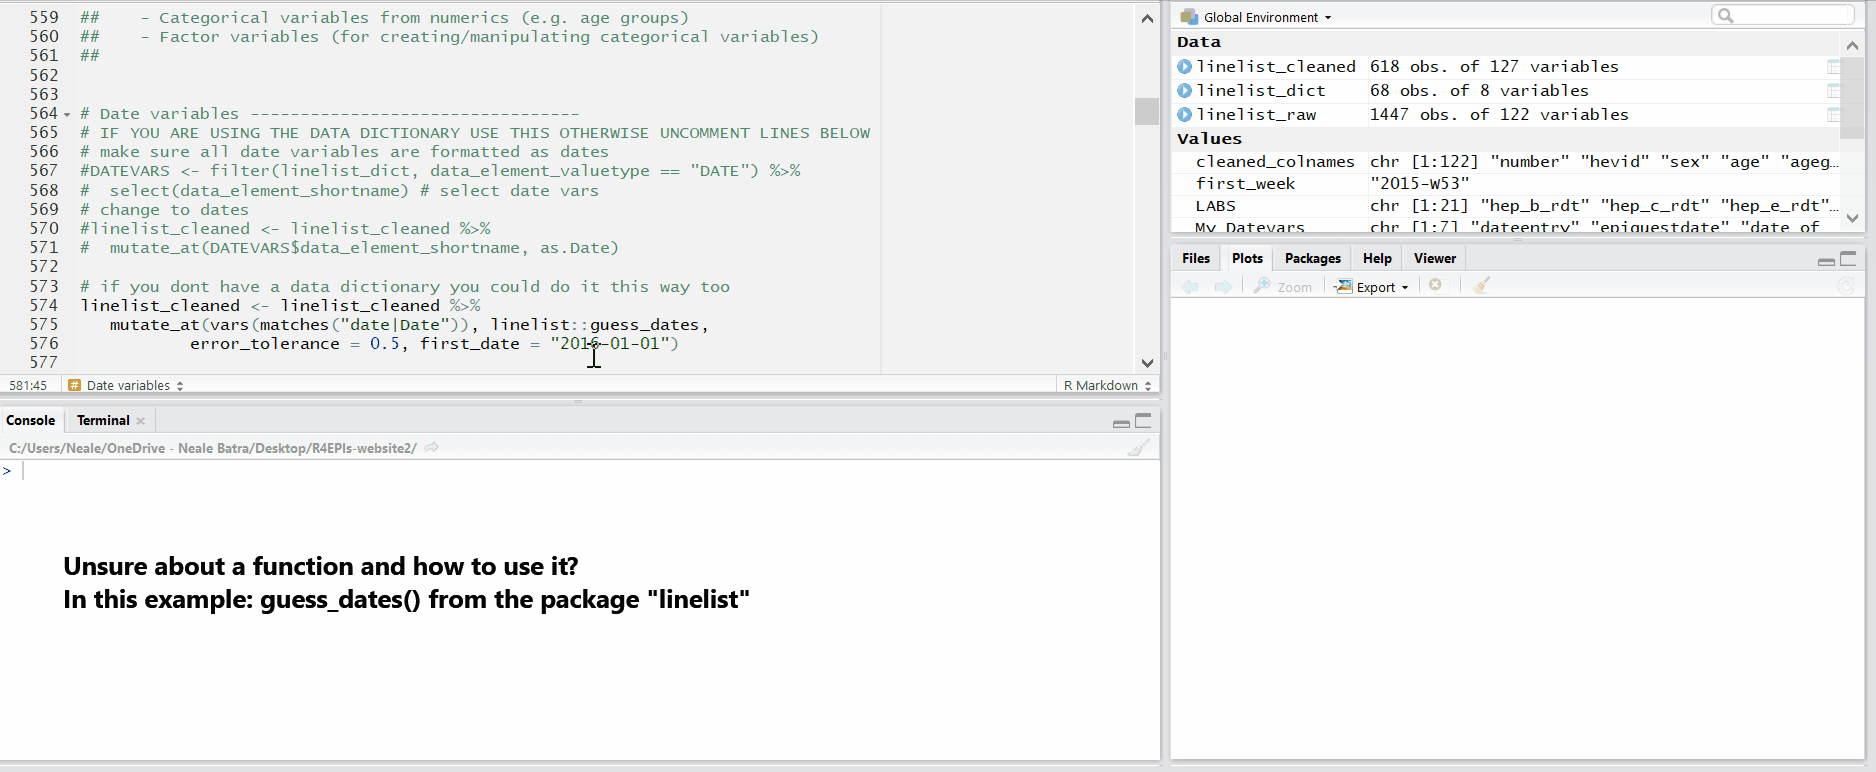 559 ## - Categorical variables from numerics (e.g. age groups)
560 ## - Factor variables (for creating/manipulating categorical variables)
561 ##
562
563
564 # Date variables ---------------------------------
565 # IF YOU ARE USING THE DATA DICTIONARY USE THIS OTHERWISE UNCOMMENT LINES BELOW
566 # make sure all date variables are formatted as dates
567 #DATEVARS <- filter(linelist_dict, data_element_valuetype == "DATE") %>%
568 #  select(data_element_shortname) # select date vars
569 # change to dates
570 #linelist_cleaned <- linelist_cleaned %>%
571 #  mutate_at(DATEVARS$data_element_shortname, as.Date)
572
573 # if you dont have a data dictionary you could do it this way too
574 linelist_cleaned <- linelist_cleaned %>%
575    mutate_at(vars(matches("date|Date")), linelist::guess_dates,
576            error_tolerance = 0.5, first_date = "2016-01-01")
577
581:45 # Date variables R Markdown
Console Terminal
C:/Users/Neale/OneDrive - Neale Batra/Desktop/R4EPIs-website2/
>
Unsure about a function and how to use it?
In this example: guess_dates() from the package "linelist"
Global Environment
Data
linelist_cleaned 618 obs. of 127 variables
linelist_dict 68 obs. of 8 variables
linelist_raw 1447 obs. of 122 variables
Values
cleaned_colnames chr [1:122] "number" "hevid" "sex" "age" "ageg…
first_week "2015-W53"
LABS chr [1:21] "hep_b_rdt" "hep_c_rdt" "hep_e_rdt"…
My_Datevars chr [1:7] "dateentry" "epiquestdate" "date_of
Files Plots Packages Help Viewer
Zoom Export